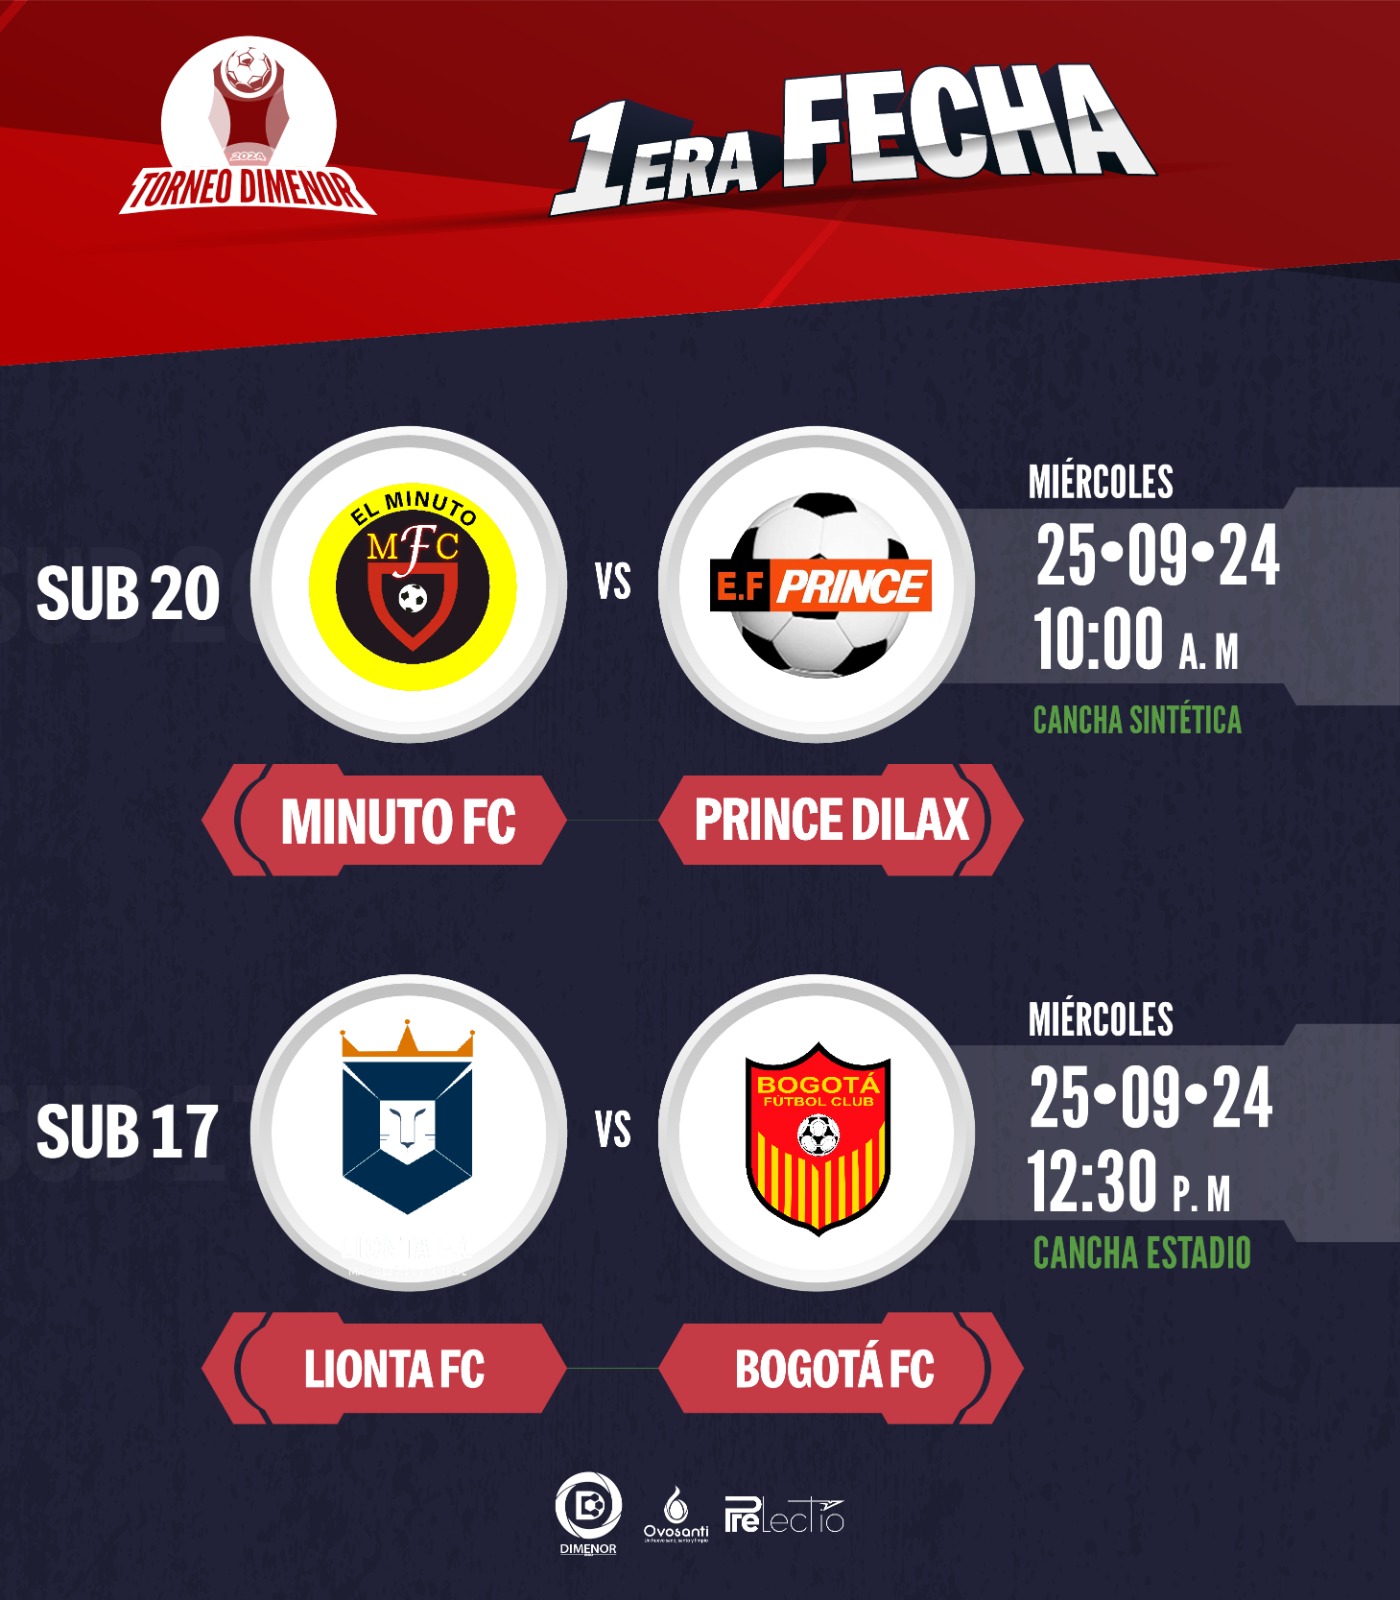 2024
TORNEO DIMENOR
1ERA FECHA
SUB 20
EL MINUTO
MFC
VS
E.F PRINCE
MIÉRCOLES
25•09•24
10:00 A. M
CANCHA SINTÉTICA
MINUTO FC
PRINCE DILAX
SUB 17
VS
BOGOTÁ
FÚTBOL CLUB
MIÉRCOLES
25•09•24
12:30 P. M
CANCHA ESTADIO
LIONTA FC
BOGOTÁ FC
DIMENOR
Ovosanti
PreLectio